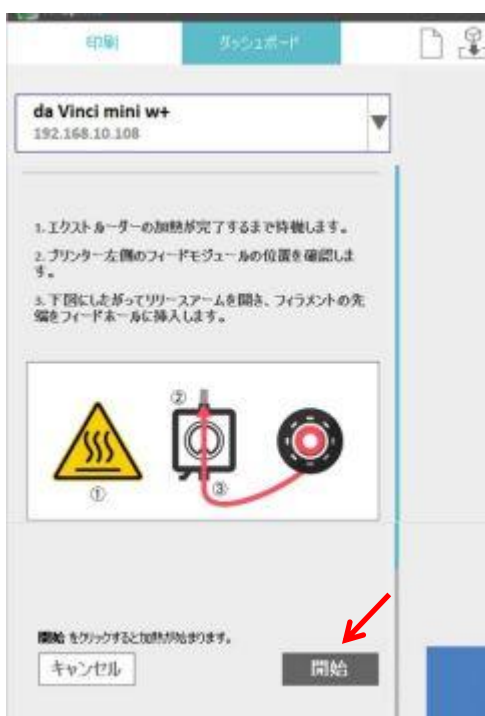 印刷
ダッシュボード
da Vinci mini w+
192.168.10.108
1.エクストルーダーの加熱が完了するまで待機します。
2.プリンター左側のフィードモジュールの位置を確認しま
す。
3.下図にしたがってリリースアームを開き、フィラメントの先
端をフィードホールに挿入します。
②
①
③
開始 をクリックすると加熱が始まります。
キャンセル
開始